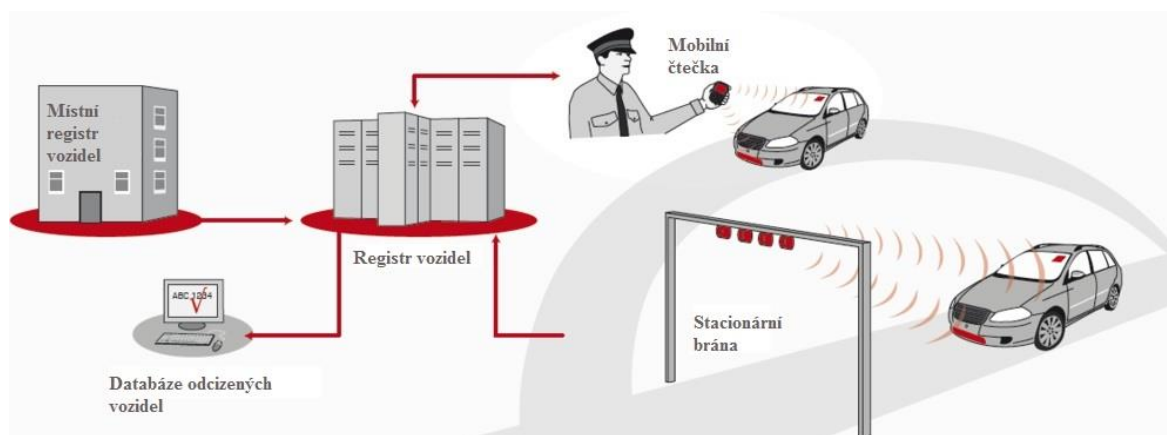 Místní
registr
vozidel
Mobilní
čtečka
Registr vozidel
ABC 1234
Databáze odcizených
vozidel
Stacionární
brána